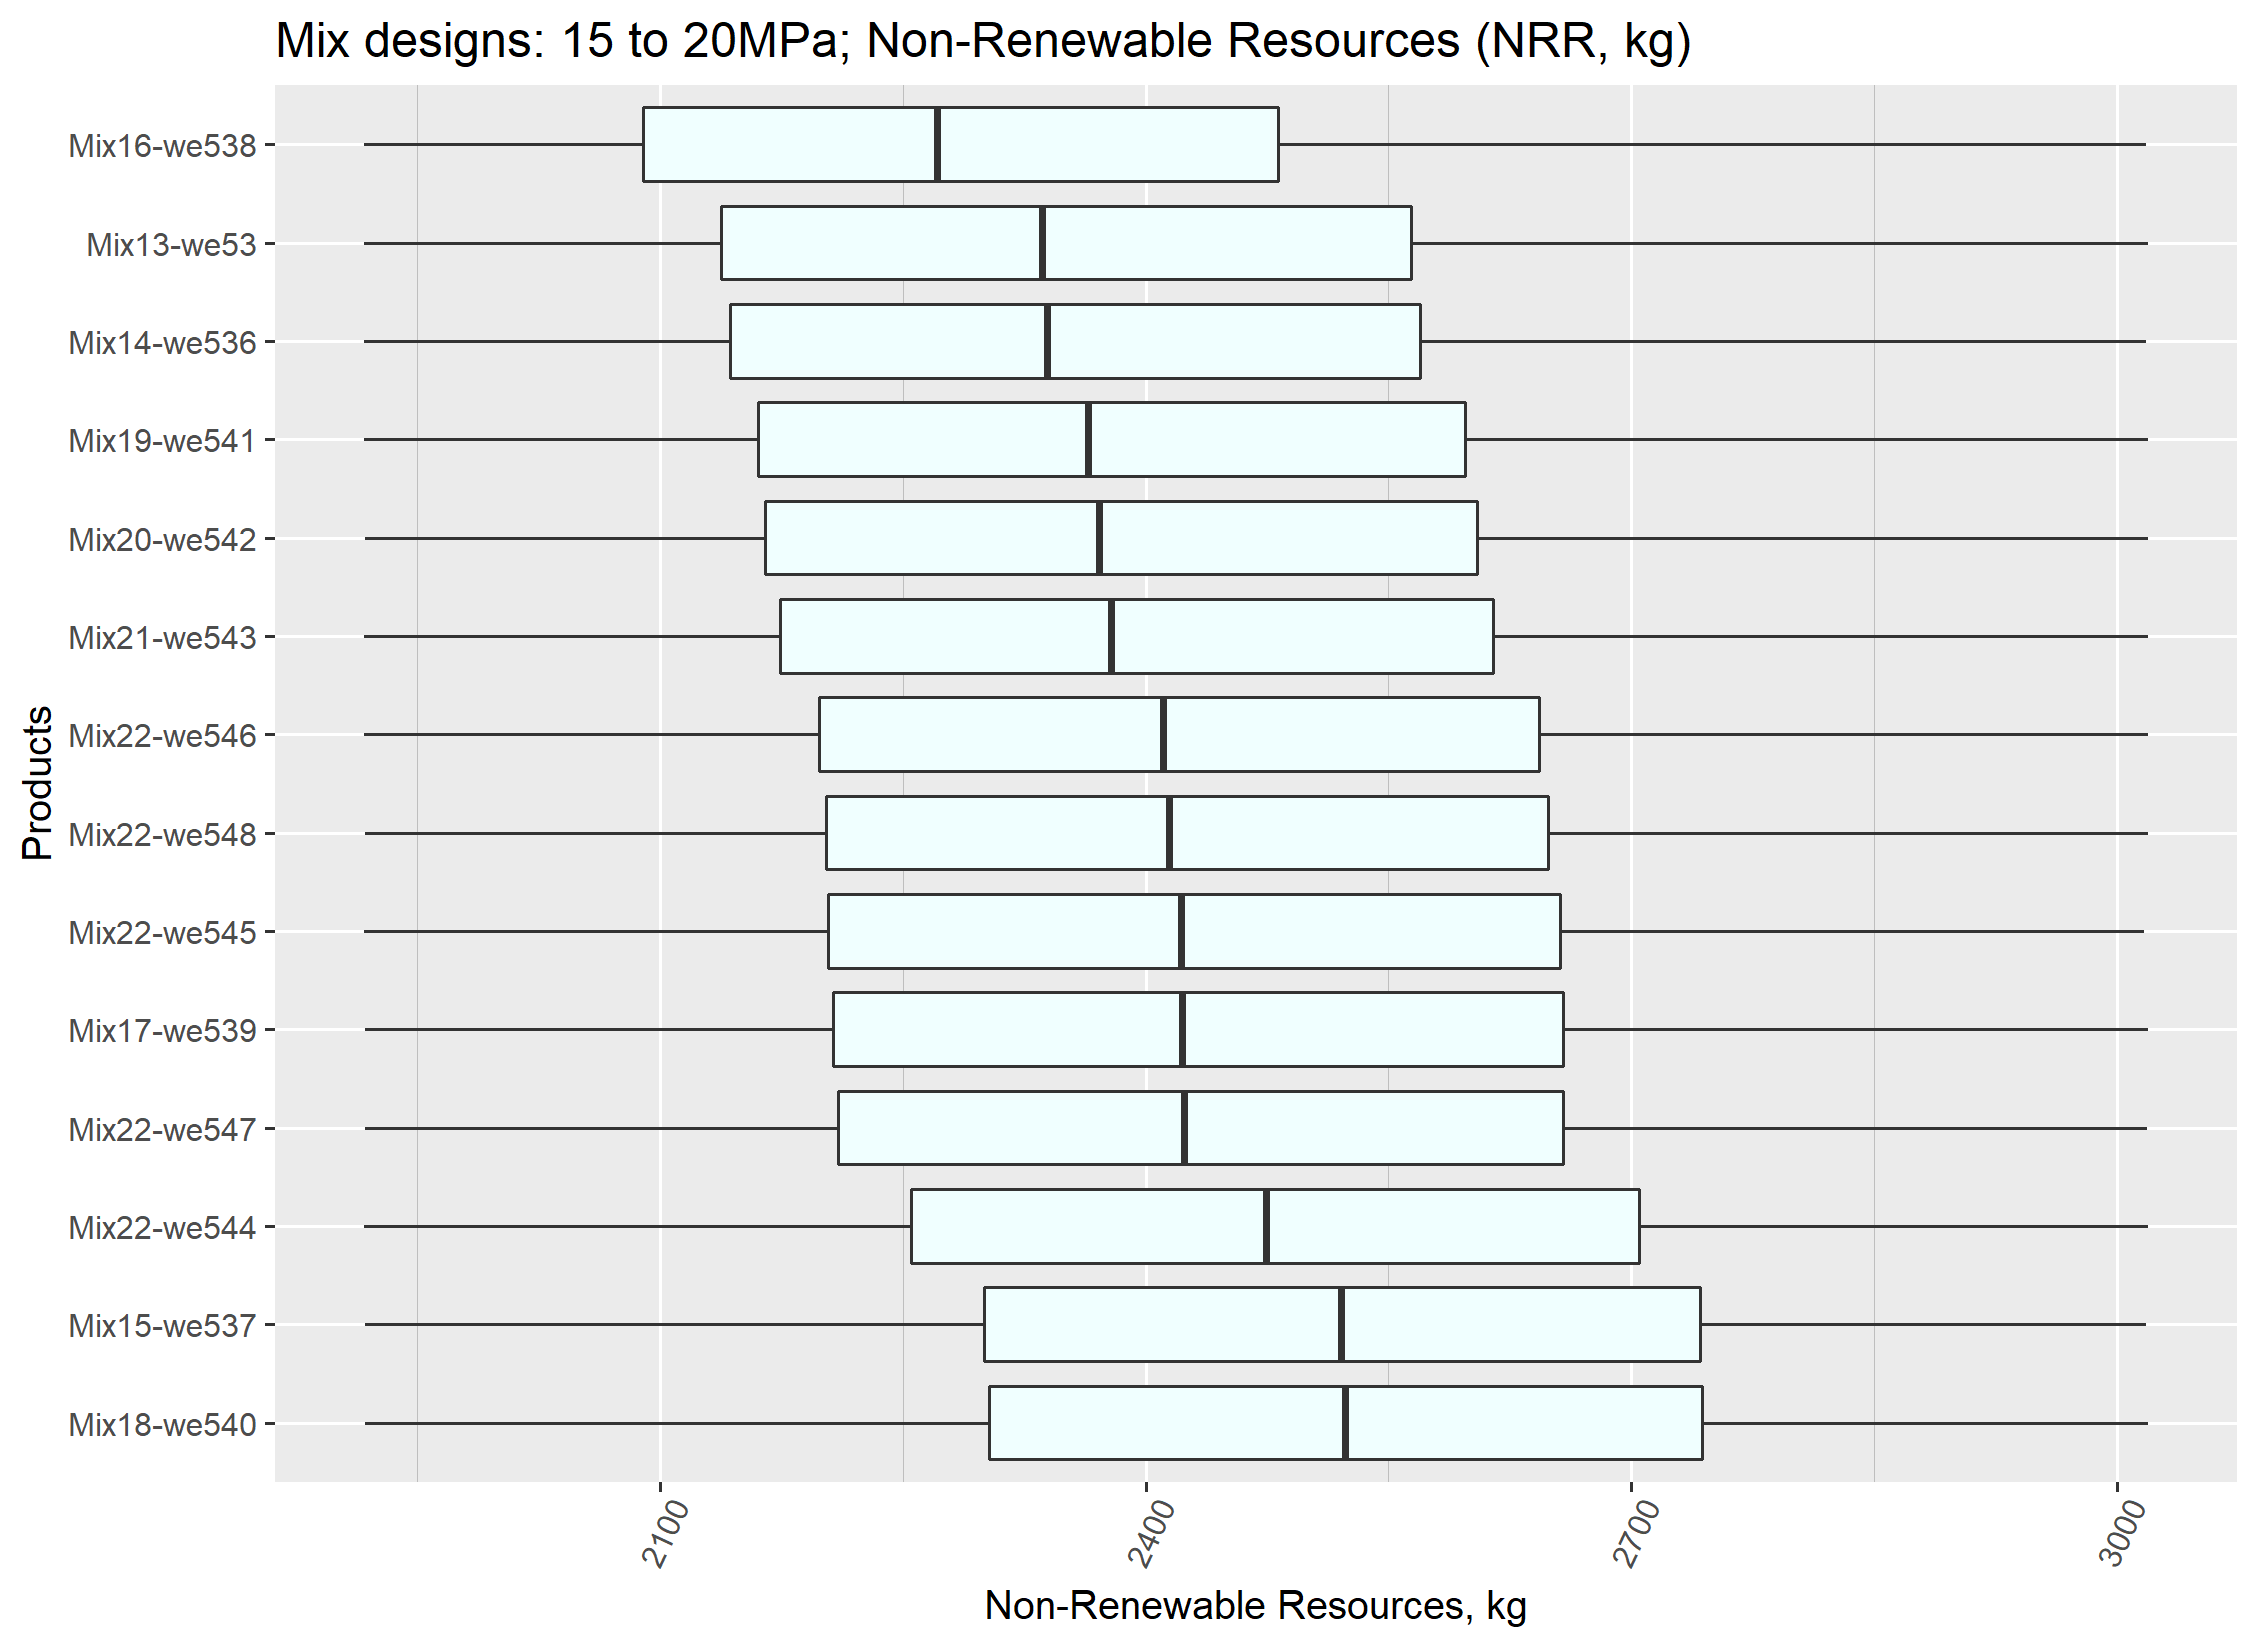 Mix designs: 15 to 20MPa; Non-Renewable Resources (NRR, kg)
Products
Mix16-we538
Mix13-we53
Mix14-we536
Mix19-we541
Mix20-we542
Mix21-we543
Mix22-we546
Mix22-we548
Mix22-we545
Mix17-we539
Mix22-we547
Mix22-we544
Mix15-we537
Mix18-we540
2100 2400 2700 3000
Non-Renewable Resources, kg